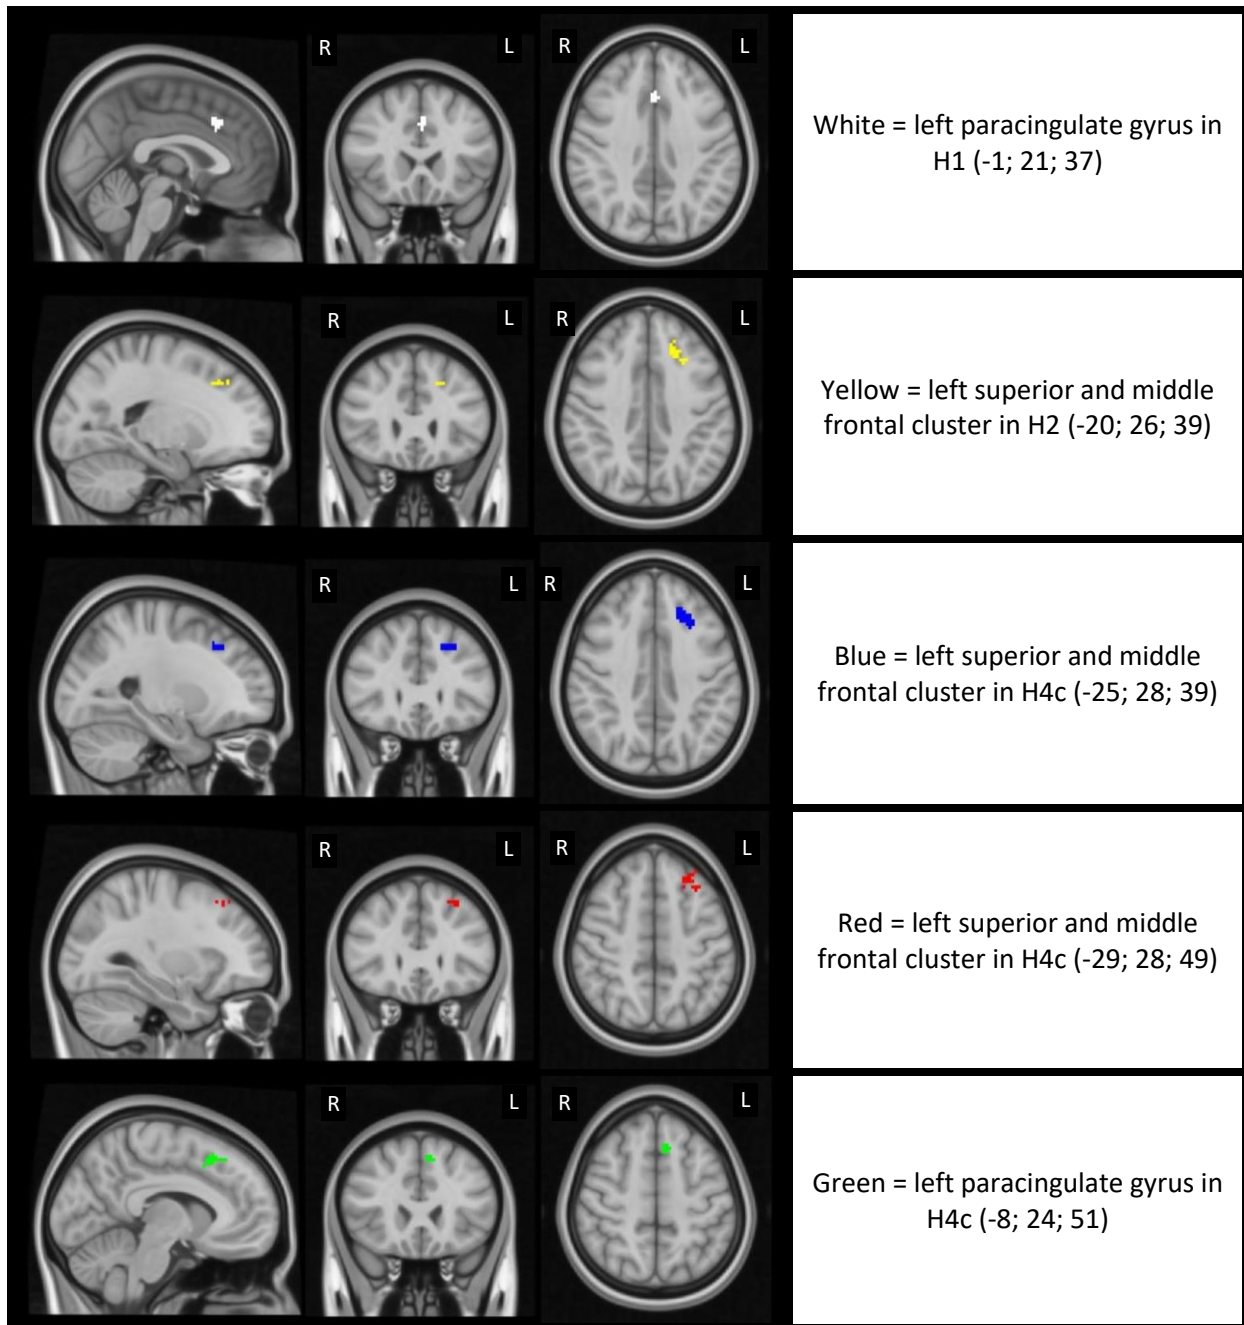 R L R L
White = left paracingulate gyrus in
H1 (-1; 21; 37)
R L R L
Yellow = left superior and middle
frontal cluster in H2 (-20; 26; 39)
R L R L
Blue = left superior and middle
frontal cluster in H4c (-25; 28; 39)
R L R L
Red = left superior and middle
frontal cluster in H4c (-29; 28; 49)
R L R L
Green = left paracingulate gyrus in
H4c (-8; 24; 51)